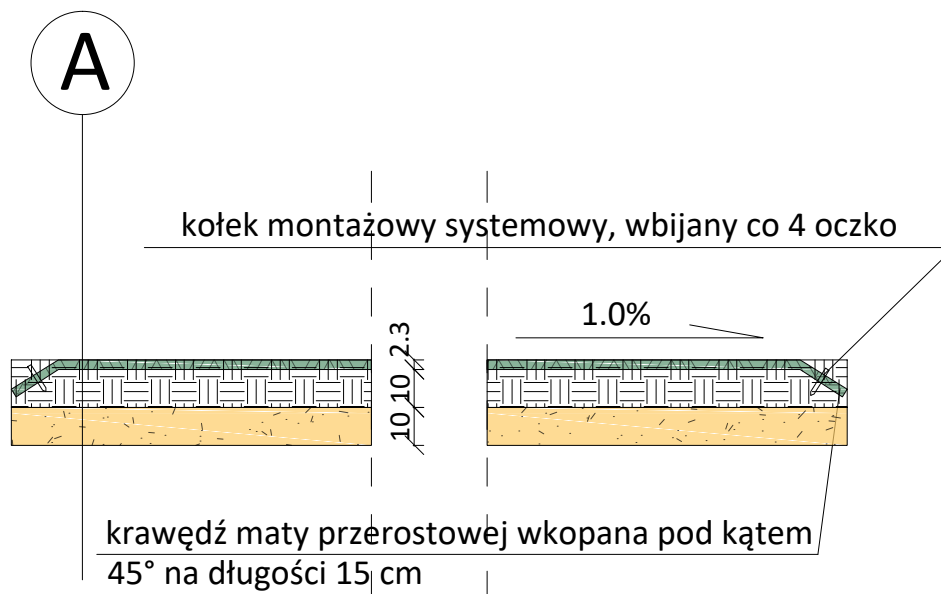 A
kołek montażowy systemowy, wbijany co 4 oczko
1.0%
2.3
10
10
krawędź maty przerostowej wkopana pod kątem
45° na długości 15 cm